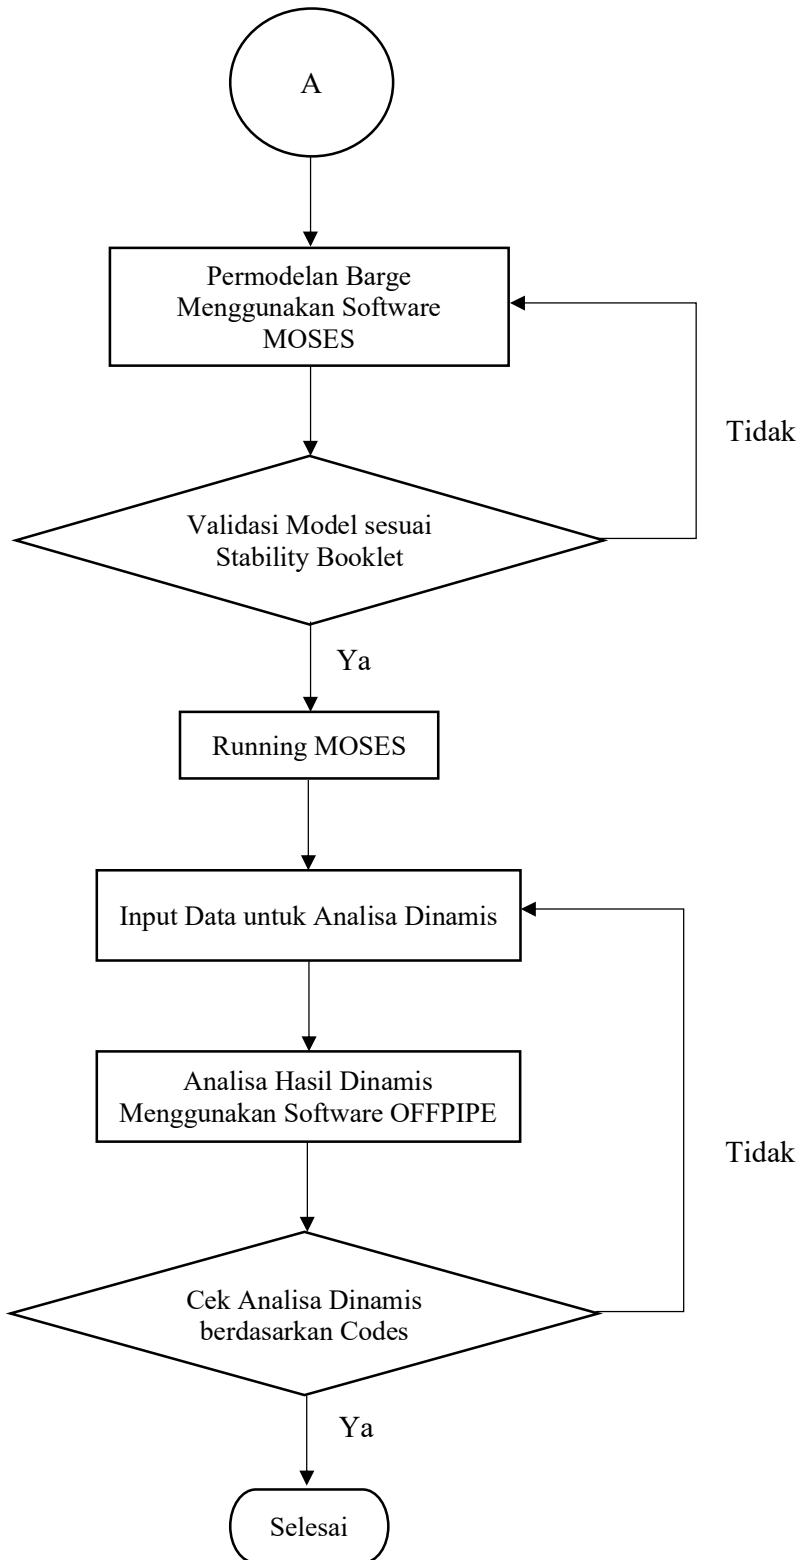 A
Permodelan Barge
Menggunakan Software
MOSES
Tidak
Validasi Model sesuai
Stability Booklet
Ya
Running MOSES
Input Data untuk Analisa Dinamis
Analisa Hasil Dinamis
Menggunakan Software OFFPIPE
Tidak
Cek Analisa Dinamis
berdasarkan Codes
Ya
Selesai